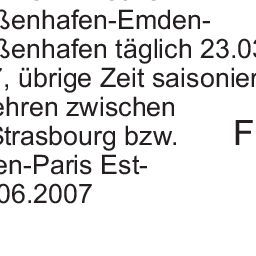 ßenhafen-Emden-
ßenhafen täglich 23.03
, übrige Zeit saisonier
ehren zwischen
Strasbourg bzw. F
en-Paris Est-
06.2007